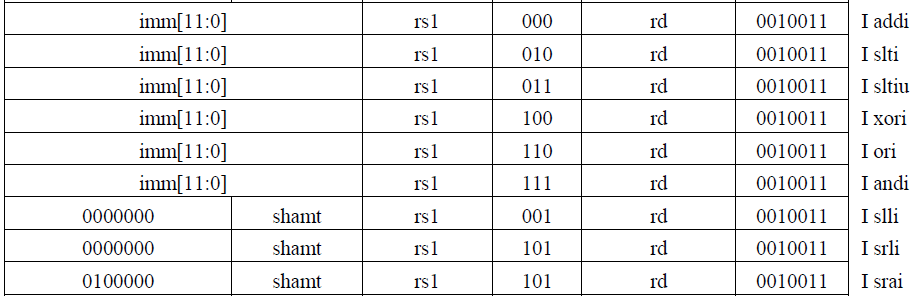 imm[11:0] rs1 000 rd 0010011 I addi
imm[11:0] rs1 010 rd 0010011 I slti
imm[11:0] rs1 011 rd 0010011 I sltiu
imm[11:0] rs1 100 rd 0010011 I xori
imm[11:0] rs1 110 rd 0010011 I ori
imm[11:0] rs1 111 rd 0010011 I andi
0000000 shamt rs1 001 rd 0010011 I slli
0000000 shamt rs1 101 rd 0010011 I srli
0100000 shamt rs1 101 rd 0010011 I srai